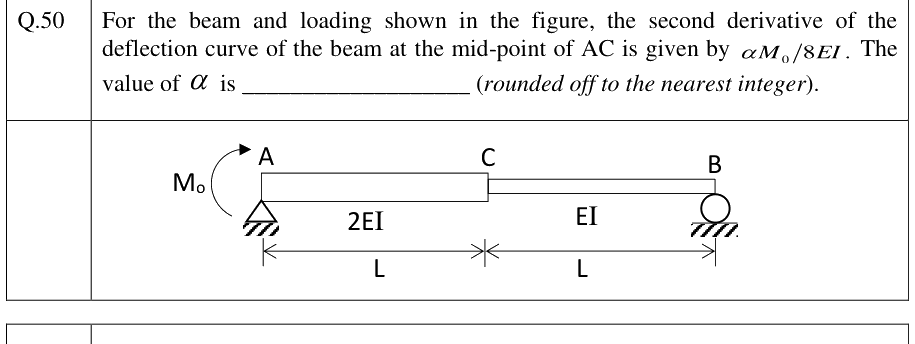 Q.50 For the beam and loading shown in the figure, the second derivative of the
deflection curve of the beam at the mid-point of AC is given by αM₀/8EI. The
value of α is ____________________ (rounded off to the nearest integer).
A C B
M₀
2EI EI
L L